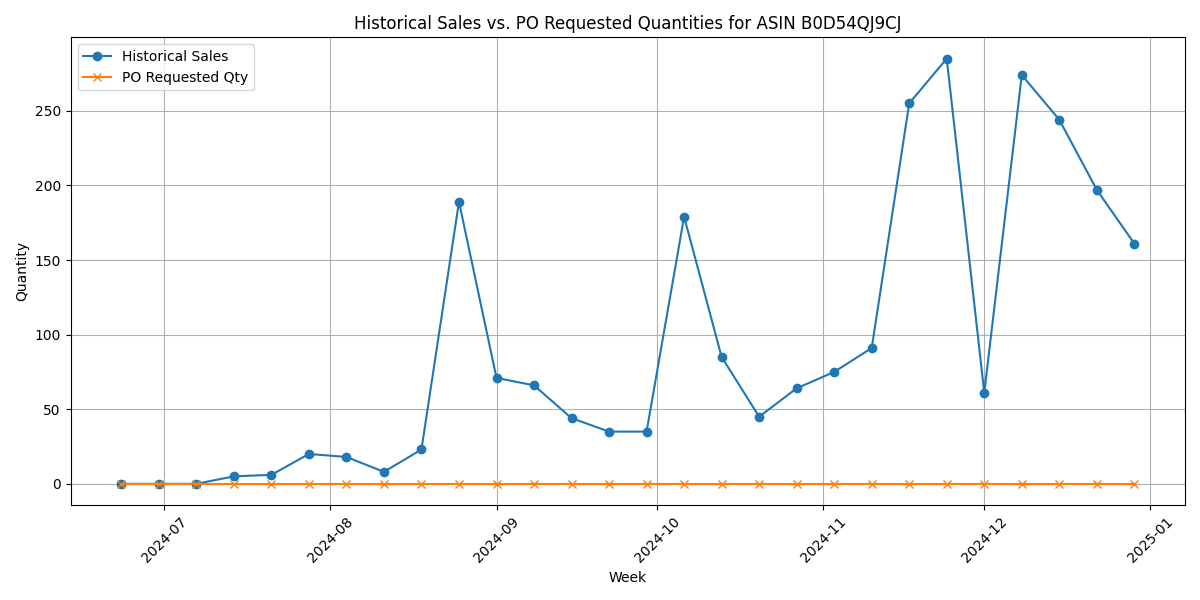 Historical Sales vs. PO Requested Quantities for ASIN B0D54QJ9CJ
Historical Sales
PO Requested Qty
Quantity
250
200
150
100
50
0
2024-07
2024-08
2024-09
2024-10
2024-11
2024-12
2025-01
Week